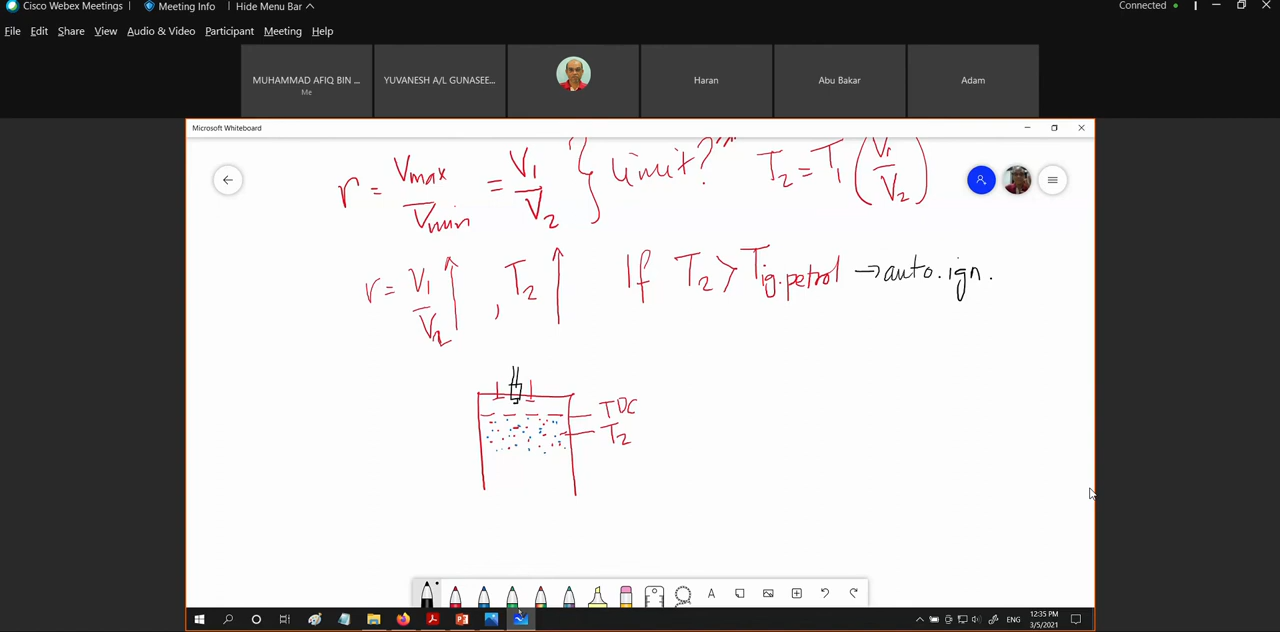 Cisco Webex Meetings | Meeting Info | Hide Menu Bar Connected
File Edit Share View Audio & Video Participant Meeting Help
MUHAMMAD AFIQ BIN ... YUVANESH A/L GUNASEE... Haran Abu Bakar Adam
Me
Microsoft Whiteboard
r = Vmax / Vmin = V1 / V2 } limit? T2 = T1 (V1 / V2)
r = V1 / V2 ↑ , T2 ↑ If T2 > Tig.petrol → auto.ign.
TDC
T2
A
ENG
12:35 PM
3/5/2021